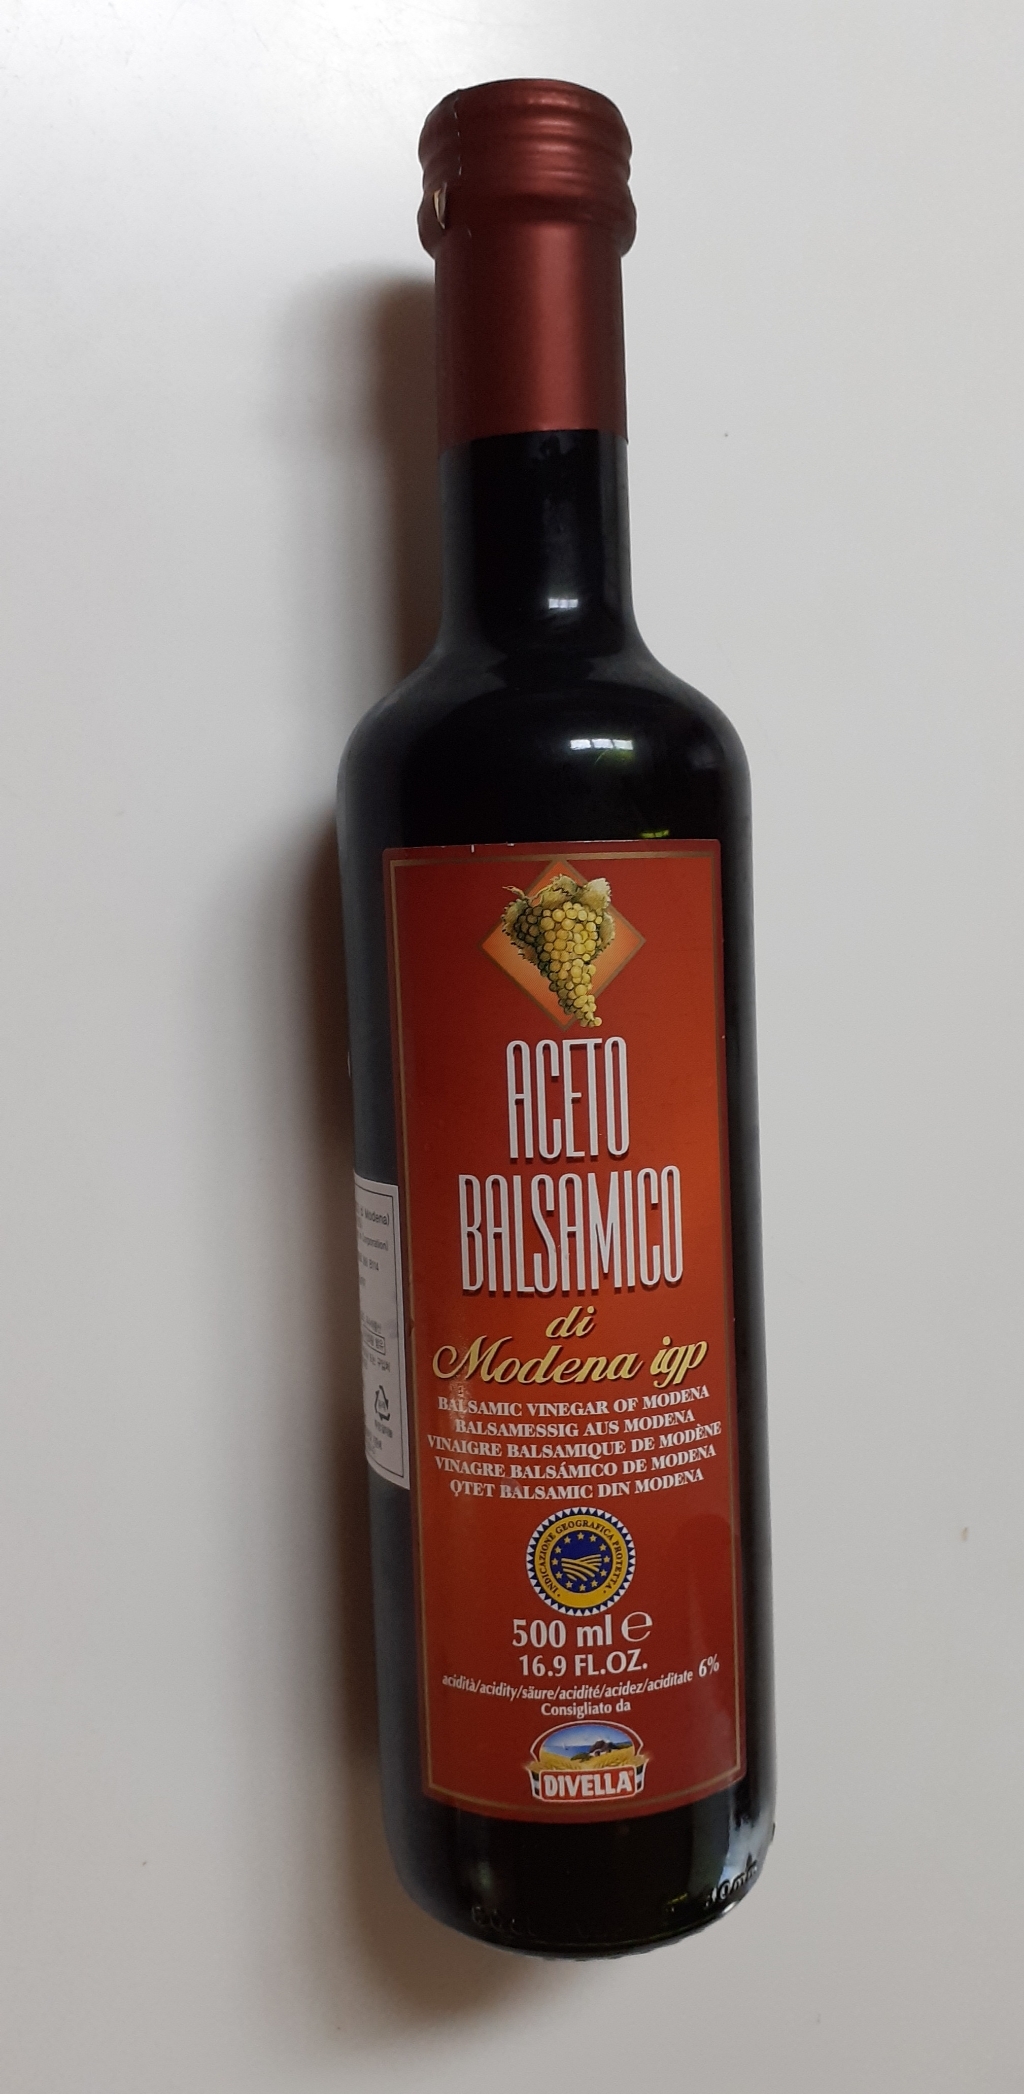 ACETO
BALSAMICO
di
Modena igp
BALSAMIC VINEGAR OF MODENA
BALSAMESSIG AUS MODENA
VINAIGRE BALSAMIQUE DE MODÈNE
VINAGRE BALSÁMICO DE MODENA
OTET BALSAMIC DIN MODENA
INDICAZIONE GEOGRAFICA PROTETTA
500 ml ℮
16.9 FL.OZ.
acidità/acidity/säure/acidité/acidez/aciditate 6%
Consigliato da
DIVELLA
Modena)